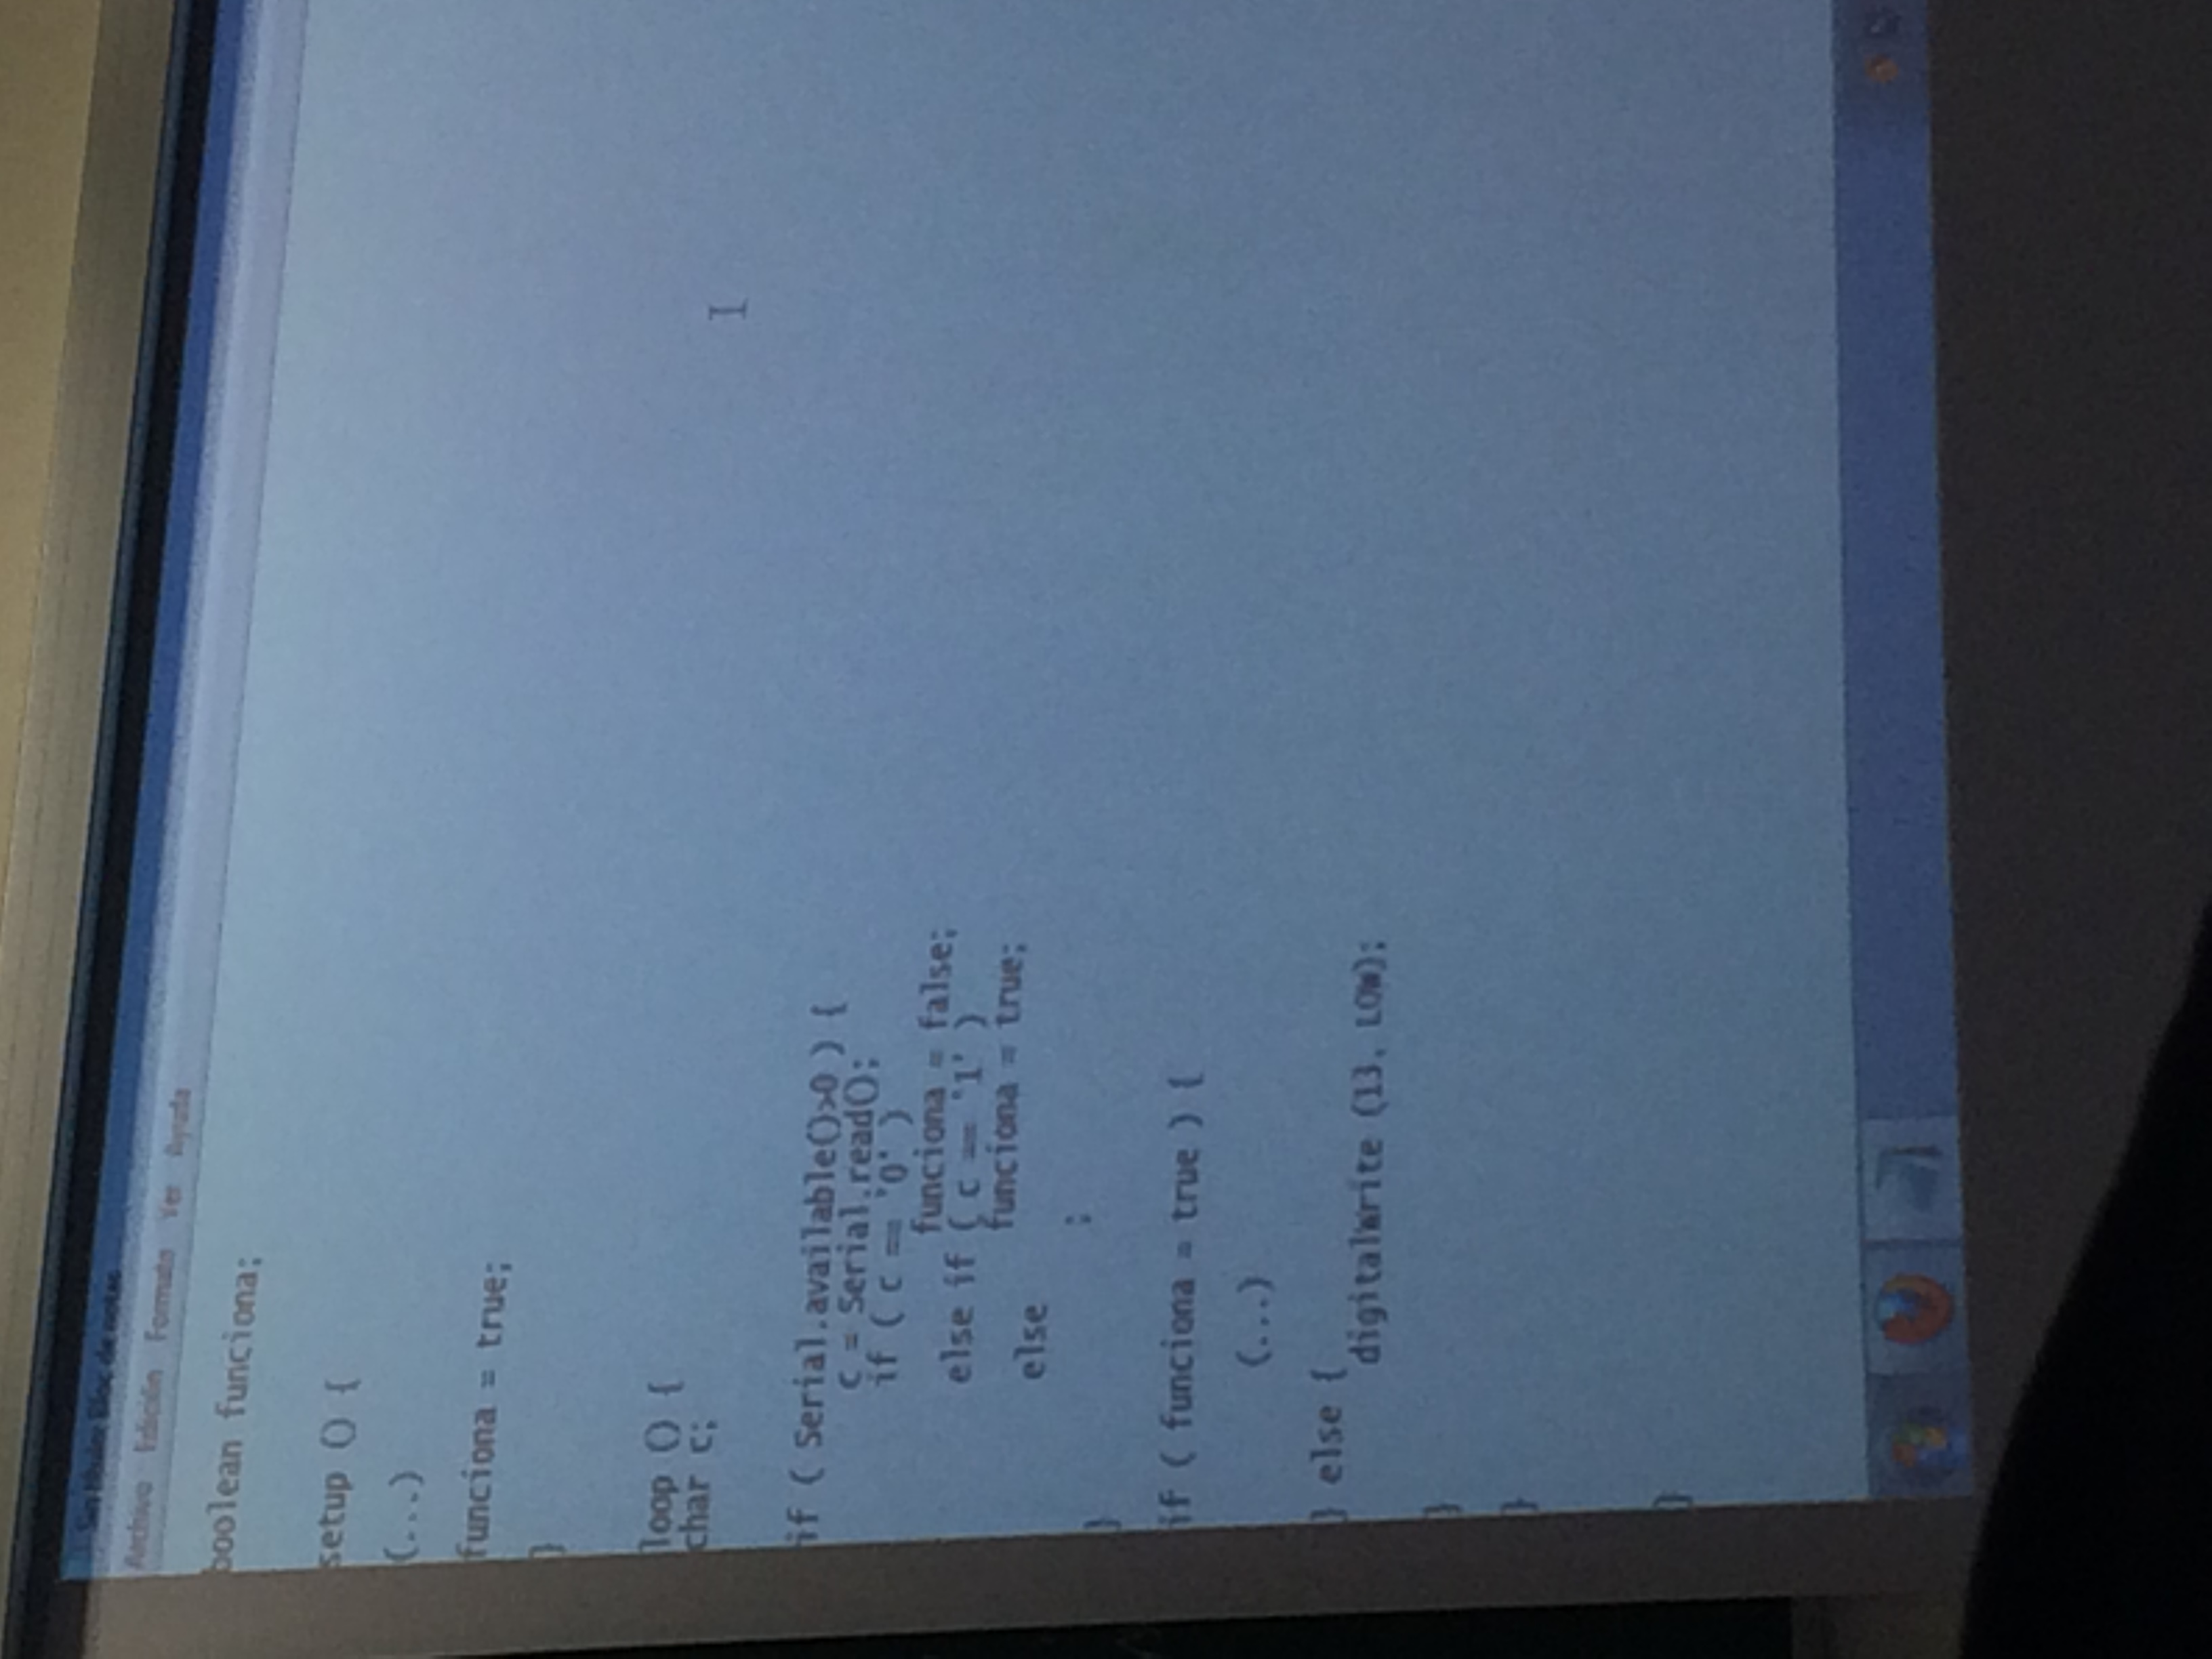 Sin título: Bloc de notas
Archivo Edición Formato Ver Ayuda
boolean funciona;
setup () {
(...)
funciona = true;
}
loop () {
char c;
if ( Serial.available()>0 ) {
c = Serial.read();
if ( c == '0' )
funciona = false;
else if ( c == '1' )
funciona = true;
else
;
}
if ( funciona = true ) {
(...)
} else {
digitalWrite (13, LOW);
}
}
}